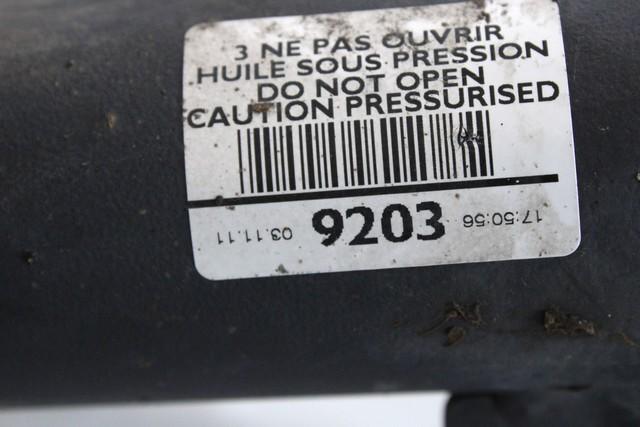 3 NE PAS OUVRIR
HUILE SOUS PRESSION
DO NOT OPEN
CAUTION PRESSURISED
03.11.11 9203 17:50:56